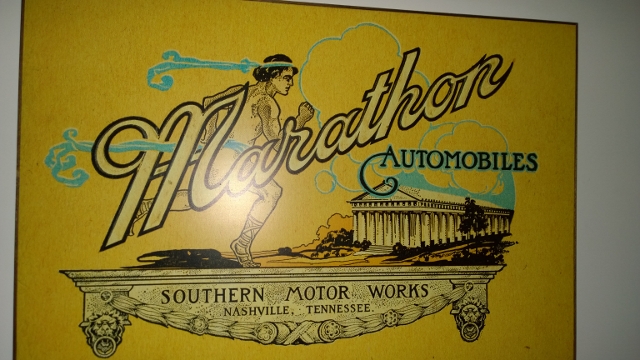 Marathon
AUTOMOBILES
SOUTHERN MOTOR WORKS
NASHVILLE, TENNESSEE.